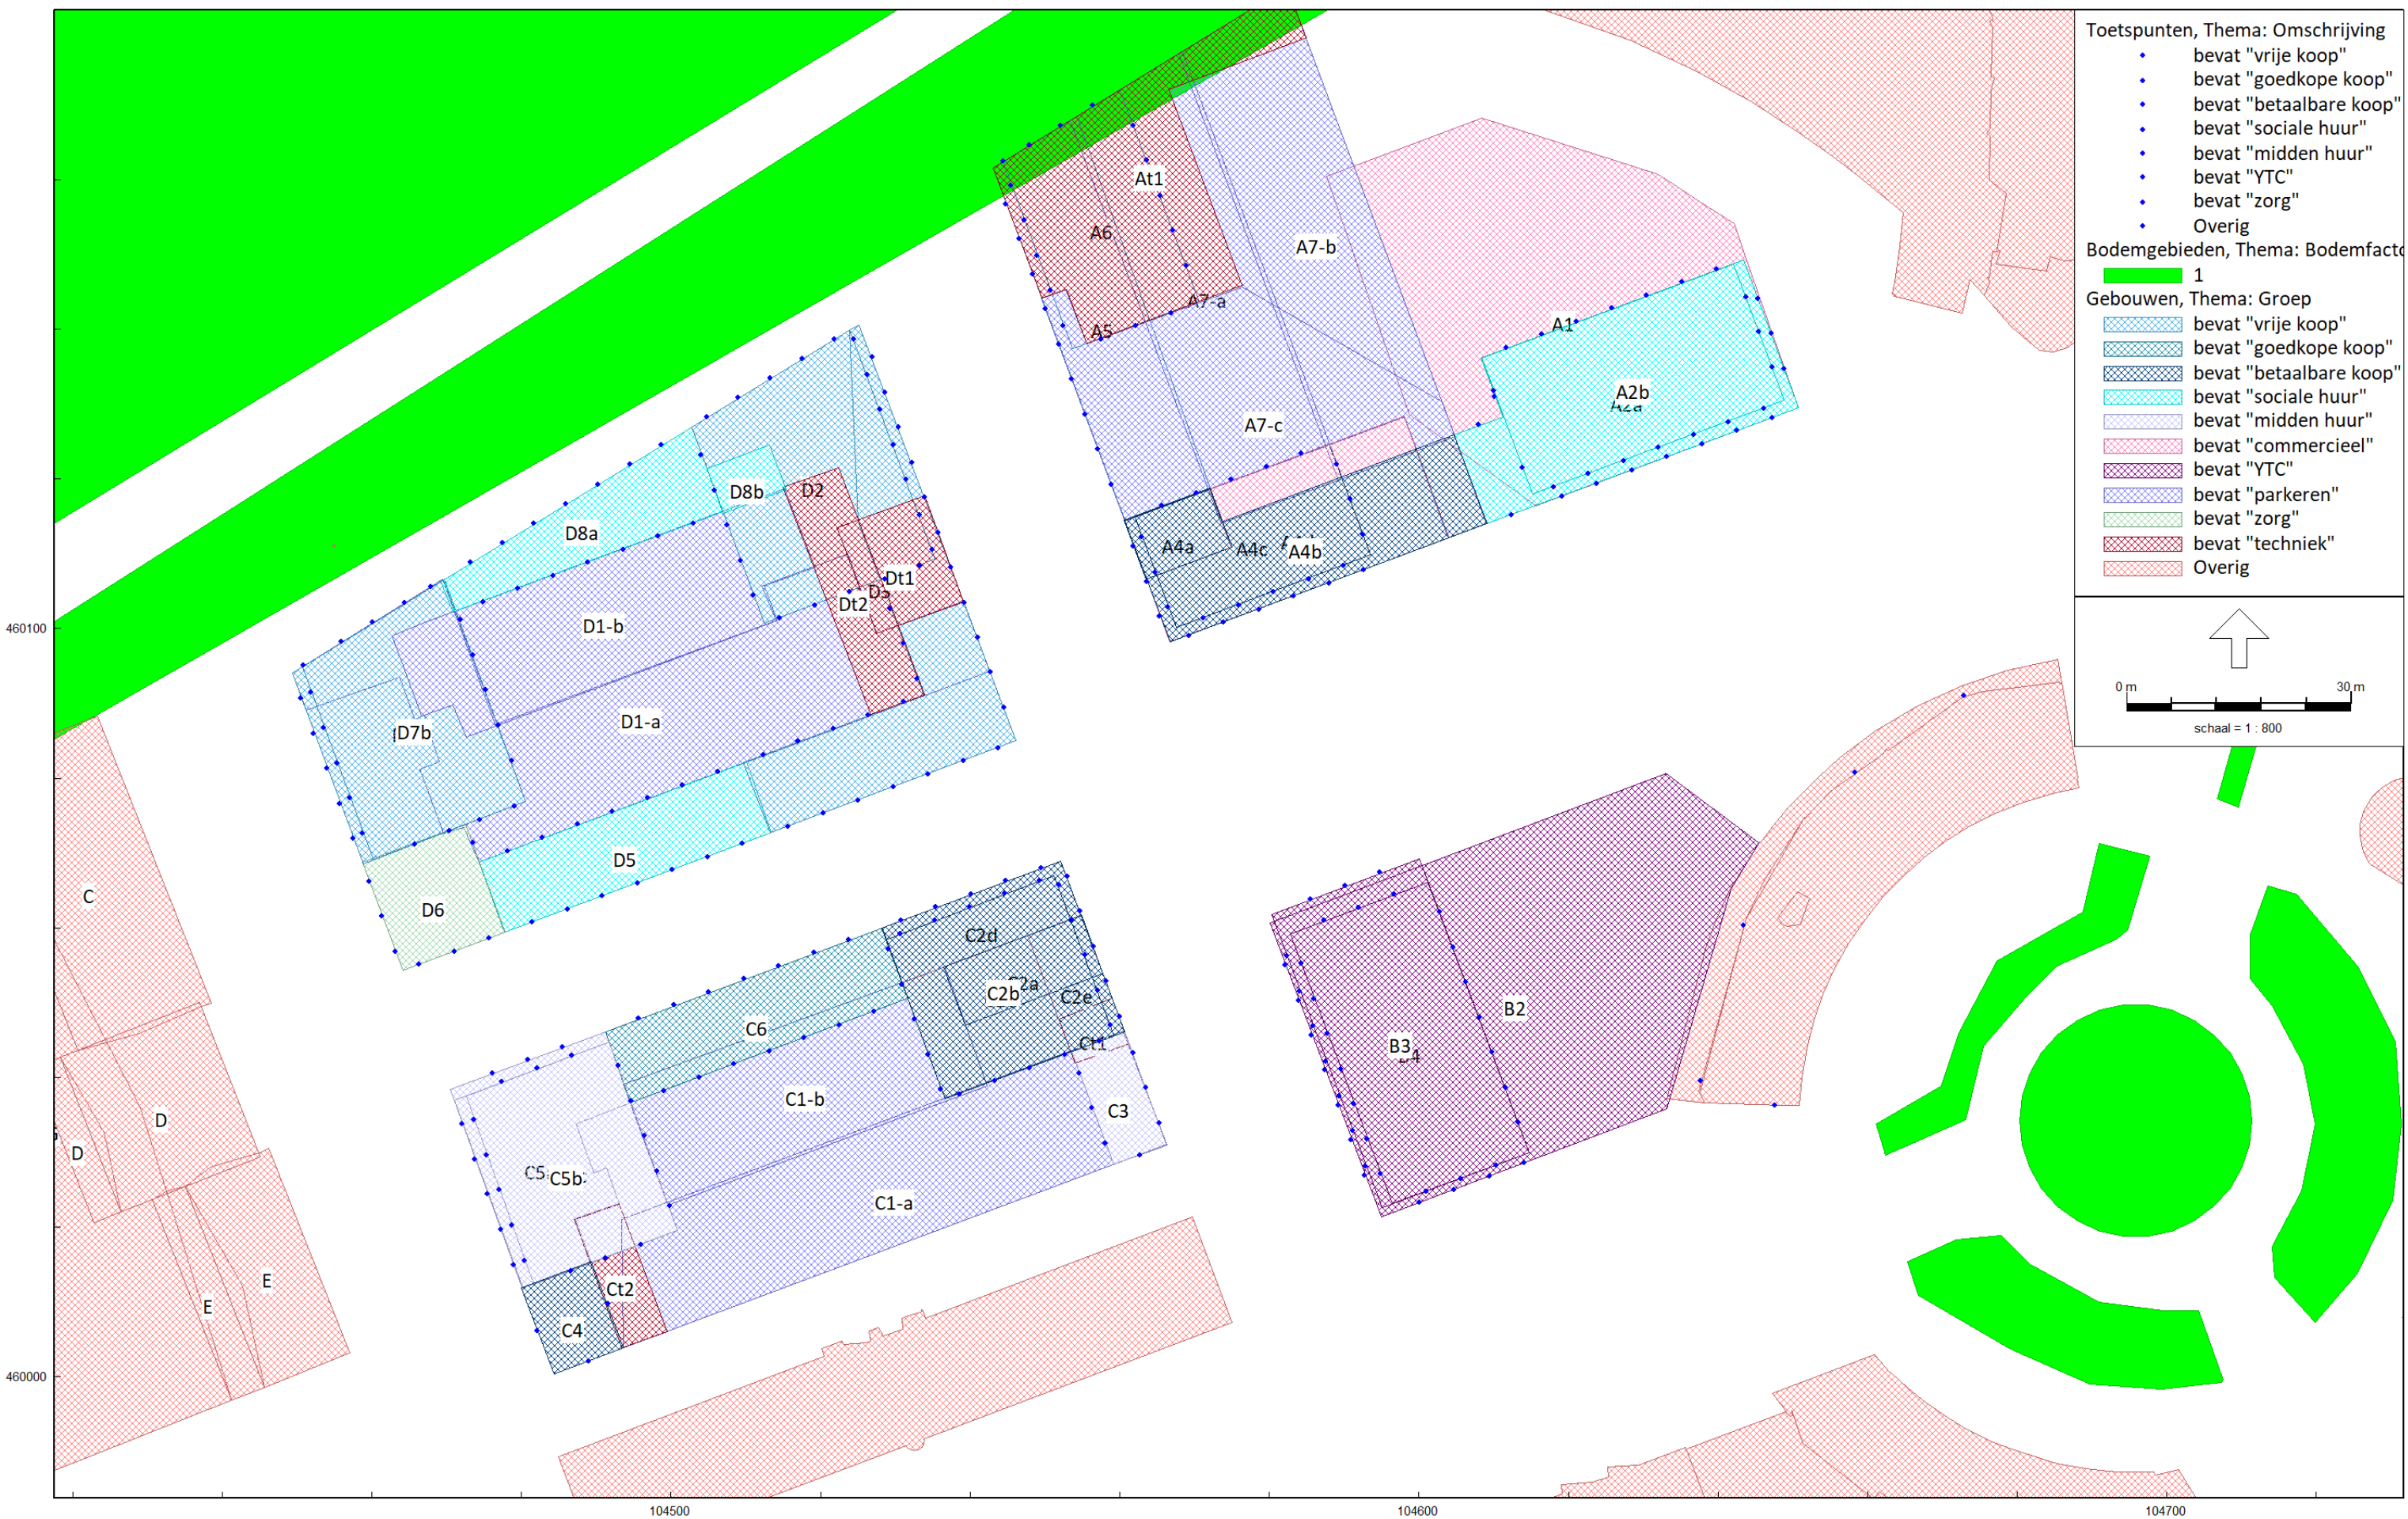 Toetspunten, Thema: Omschrijving
bevat "vrije koop"
bevat "goedkope koop"
bevat "betaalbare koop"
bevat "sociale huur"
bevat "midden huur"
bevat "YTC"
bevat "zorg"
Overig
Bodemgebieden, Thema: Bodemfact
1
Gebouwen, Thema: Groep
bevat "vrije koop"
bevat "goedkope koop"
bevat "betaalbare koop"
bevat "sociale huur"
bevat "midden huur"
bevat "commercieel"
bevat "YTC"
bevat "parkeren"
bevat "zorg"
bevat "techniek"
Overig
0 m 30 m
schaal = 1 : 800
At1
A6
A7-b
A7-a
A5
A1
A2b
A2a
A7-c
A4a
A4c
A4b
D8b
D2
D8a
Dt1
D3
Dt2
D1-b
D1-a
D7b
D5
D6
C
C2d
C2a
C2b
C2e
C6
Ct1
C1-b
C3
B2
B3
D
D
C5
C5b
C1-a
E
Ct2
E
C4
460100
460000
104500
104600
104700